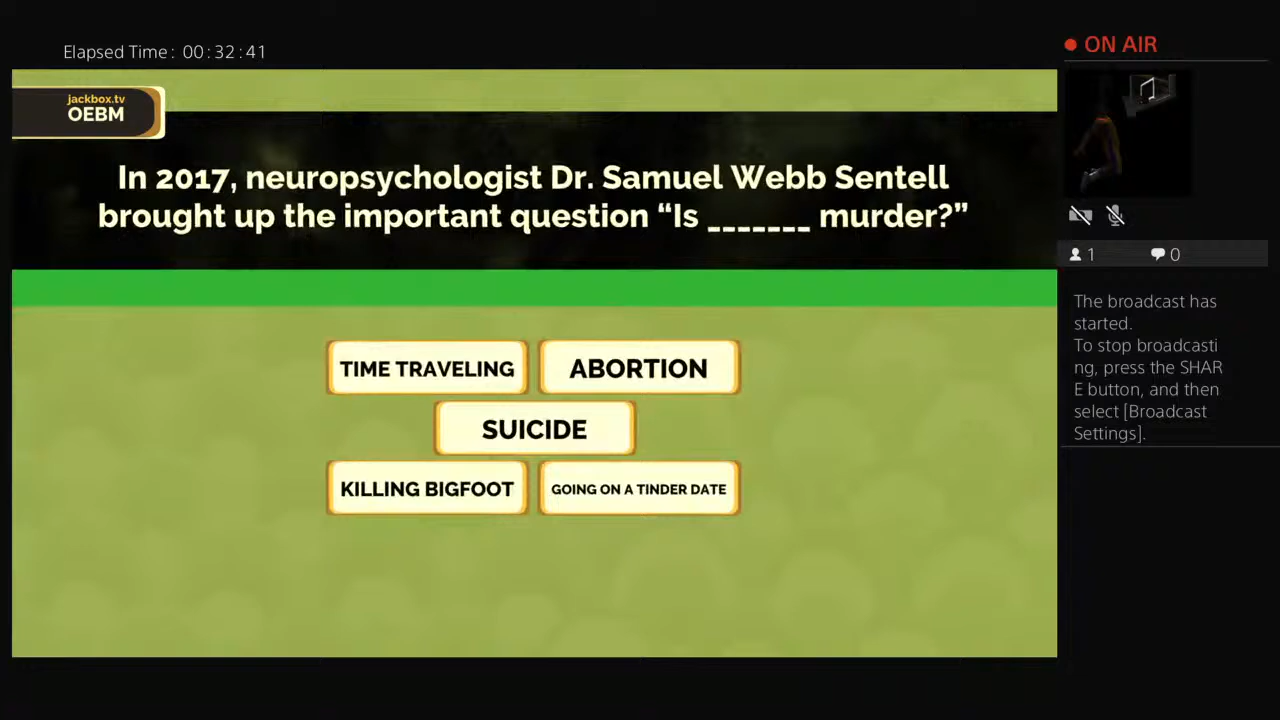 Elapsed Time: 00:32:41
ON AIR
jackbox.tv
OEBM
In 2017, neuropsychologist Dr. Samuel Webb Sentell
brought up the important question “Is _______ murder?”
1
0
TIME TRAVELING
ABORTION
SUICIDE
KILLING BIGFOOT
GOING ON A TINDER DATE
The broadcast has
started.
To stop broadcasti
ng, press the SHAR
E button, and then
select [Broadcast
Settings].